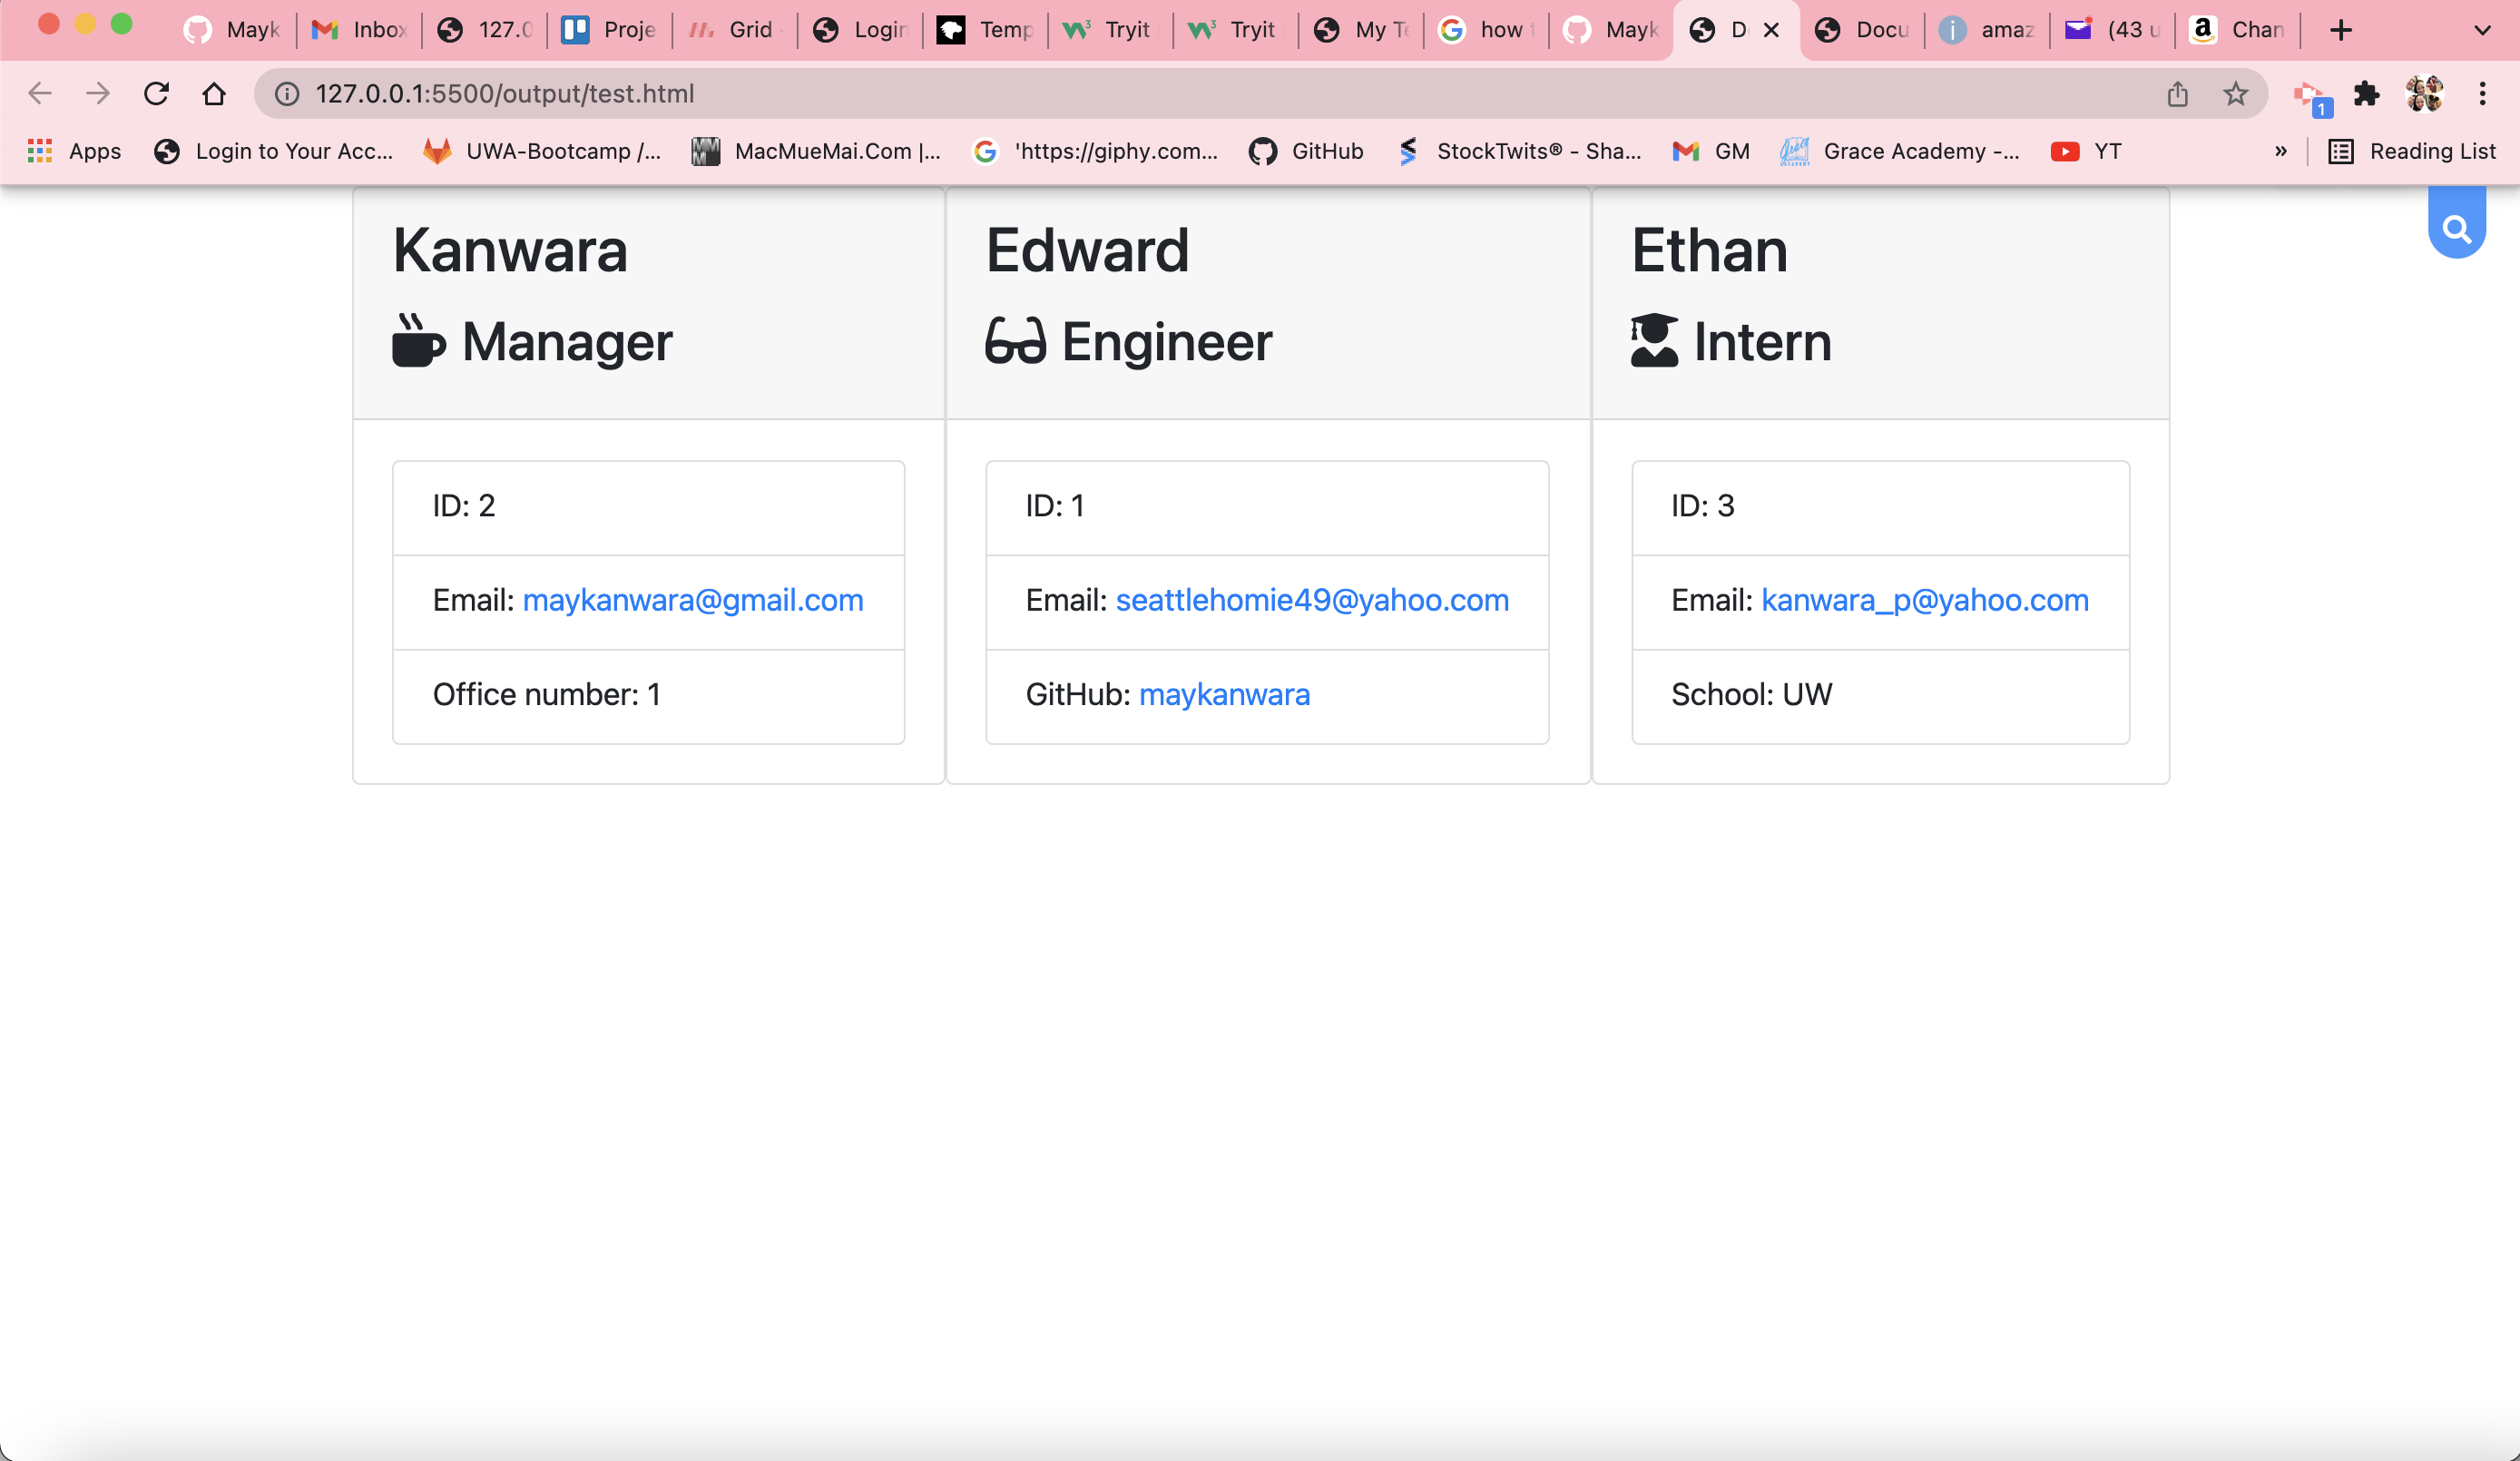 Mayk Inbox 127.0 Proje Grid Login Temp Tryit Tryit My Te how Mayk D Docu amaz (43 u Chan
127.0.0.1:5500/output/test.html
1
Apps Login to Your Acc... UWA-Bootcamp /... MacMueMai.Com |... 'https://giphy.com... GitHub StockTwits® - Sha... GM Grace Academy -... YT » Reading List
Kanwara
Manager
ID: 2
Email: maykanwara@gmail.com
Office number: 1
Edward
Engineer
ID: 1
Email: seattlehomie49@yahoo.com
GitHub: maykanwara
Ethan
Intern
ID: 3
Email: kanwara_p@yahoo.com
School: UW